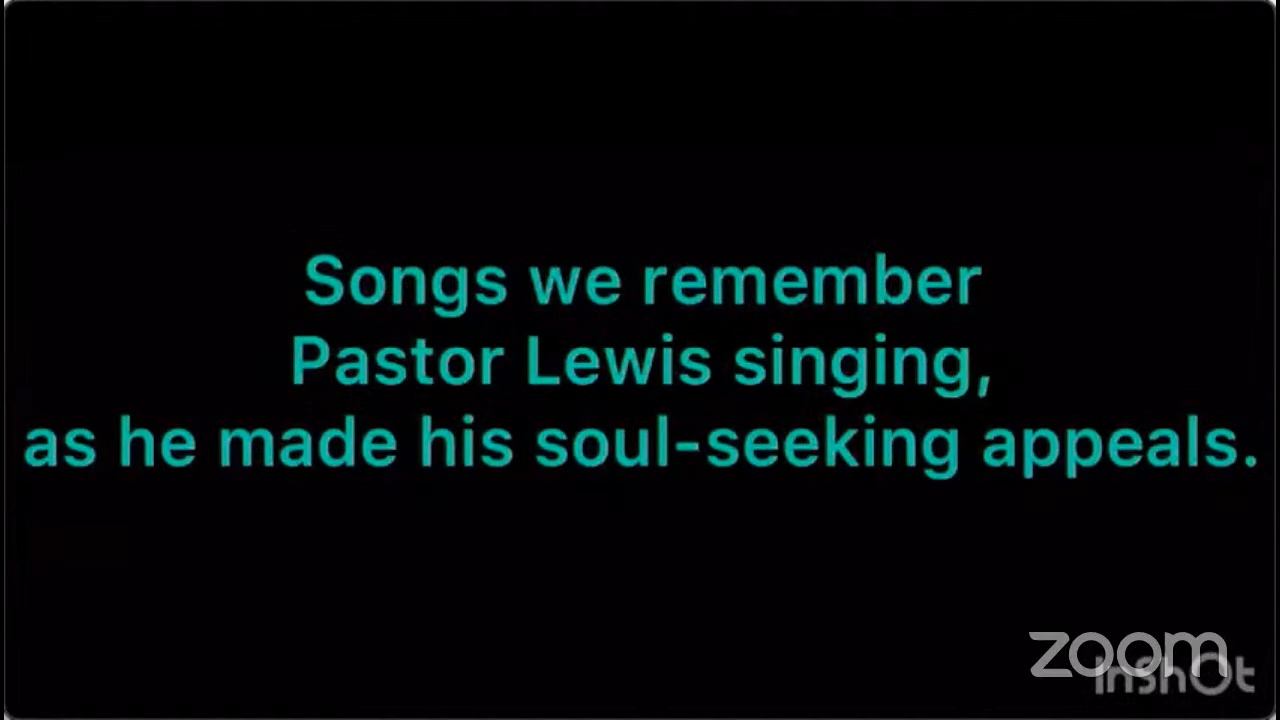 Songs we remember
Pastor Lewis singing,
as he made his soul-seeking appeals.
zoom
InShOt